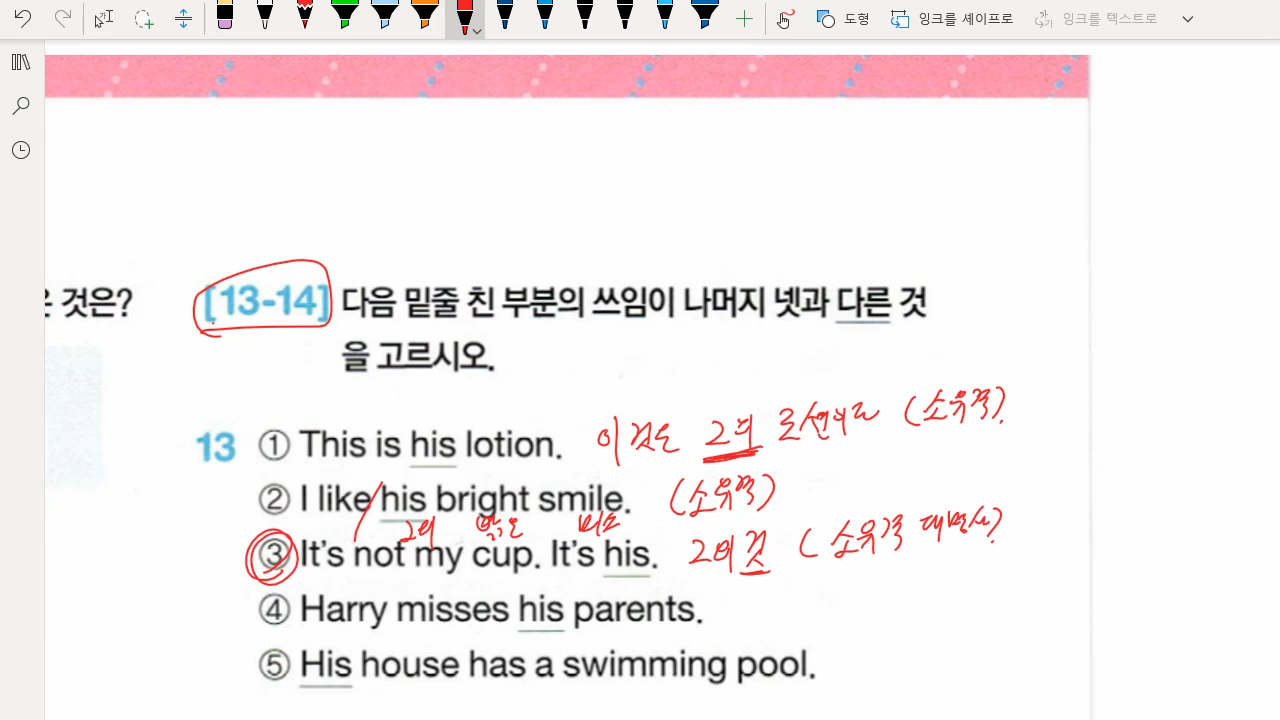 도형 잉크를 셰이프로 잉크를 텍스트로
것은?
[13-14] 다음 밑줄 친 부분의 쓰임이 나머지 넷과 다른 것
을 고르시오.
13 ① This is his lotion. 이것은 그의 로션이고 (소유격)
② I like his bright smile. (소유격)
그의 밝은 미소
③ It's not my cup. It's his. 그의 것 (소유격 대명사)
④ Harry misses his parents.
⑤ His house has a swimming pool.